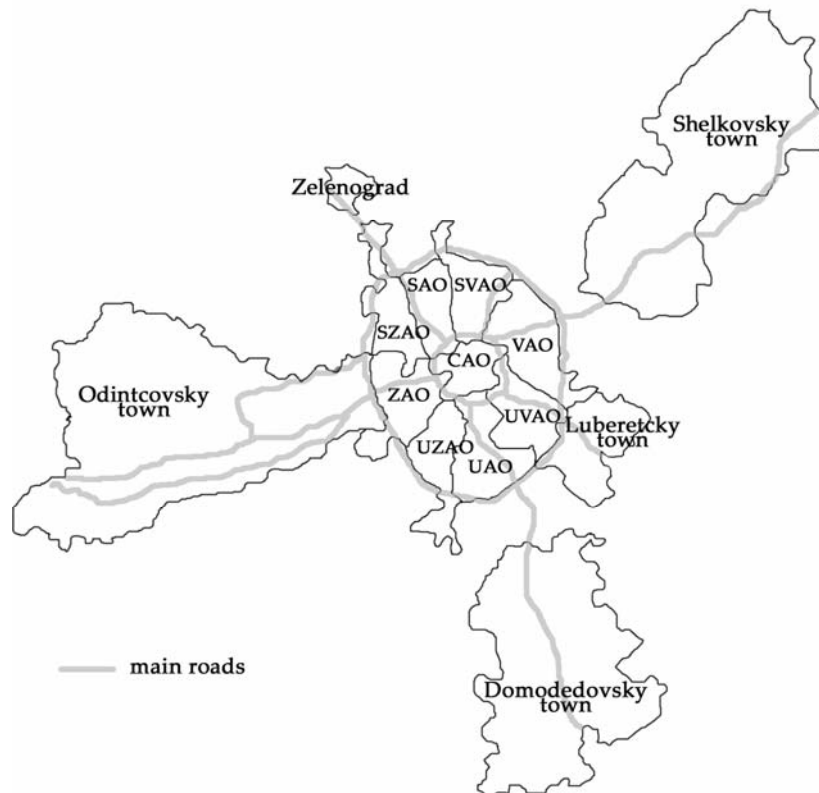 Shelkovsky
town
Zelenograd
SAO
SVAO
SZAO
VAO
CAO
Odintcovsky
town
ZAO
UVAO
Luberetcky
town
UZAO
UAO
main roads
Domodedovsky
town